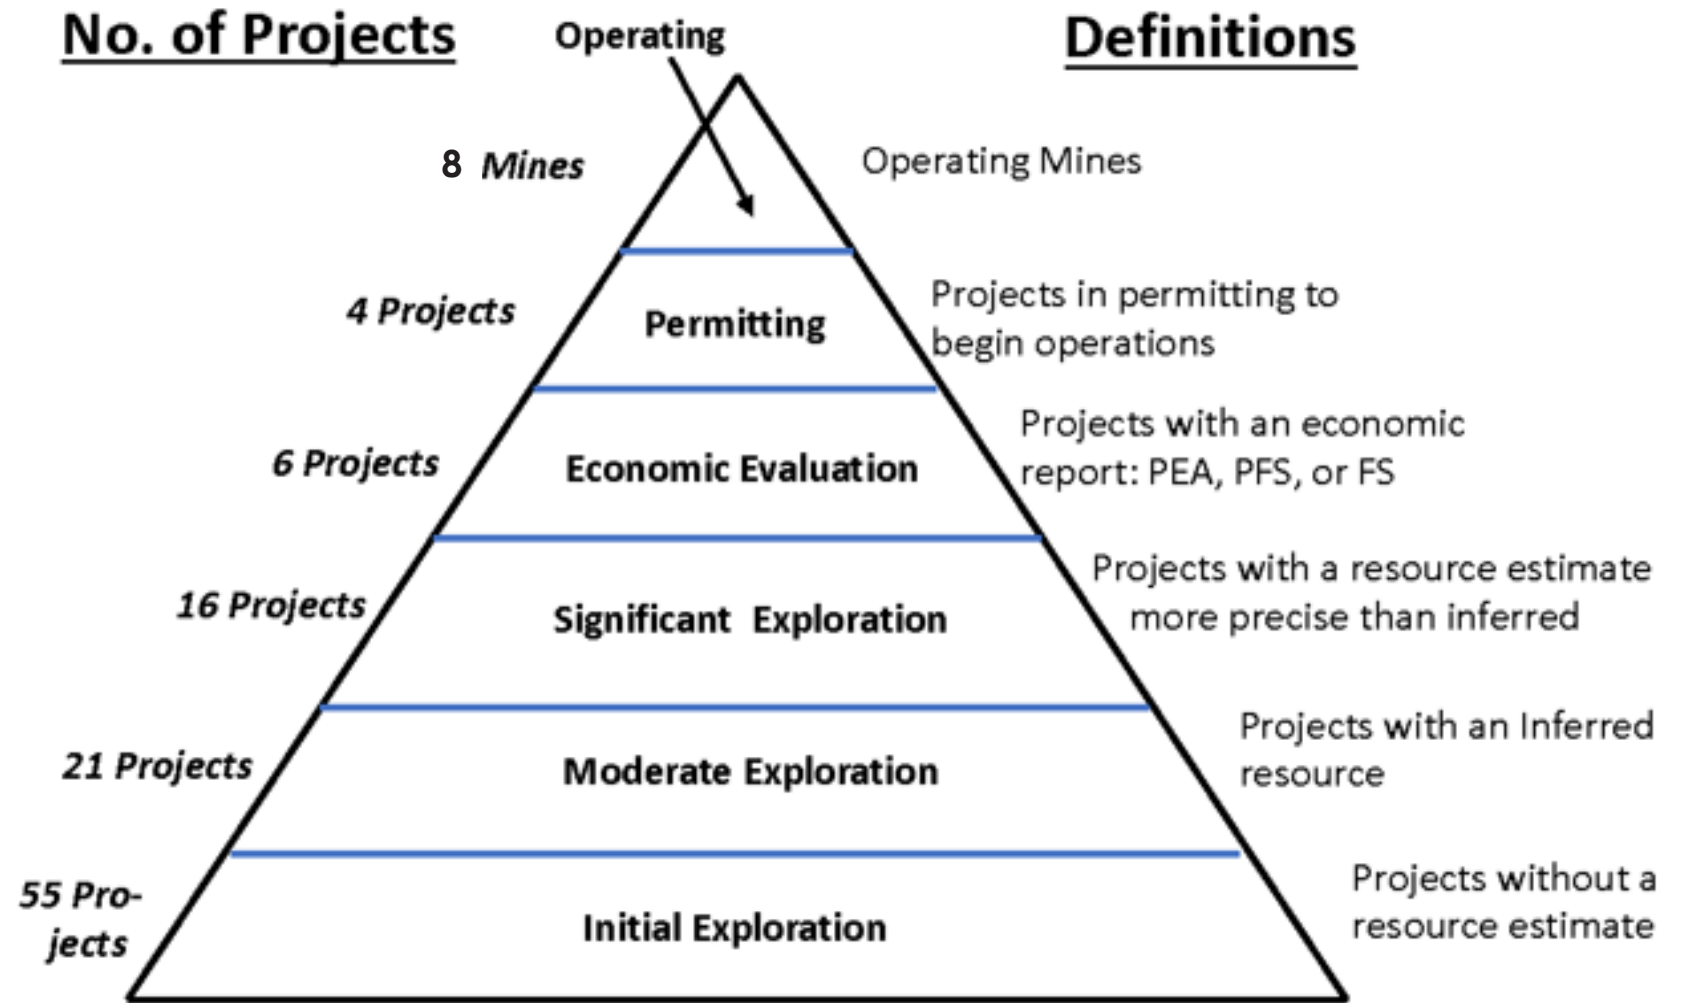 No. of Projects
Operating
Definitions
8 Mines
Operating Mines
4 Projects
Permitting
Projects in permitting to
begin operations
6 Projects
Economic Evaluation
Projects with an economic
report: PEA, PFS, or FS
16 Projects
Significant Exploration
Projects with a resource estimate
more precise than inferred
21 Projects
Moderate Exploration
Projects with an Inferred
resource
55 Pro-
jects
Initial Exploration
Projects without a
resource estimate